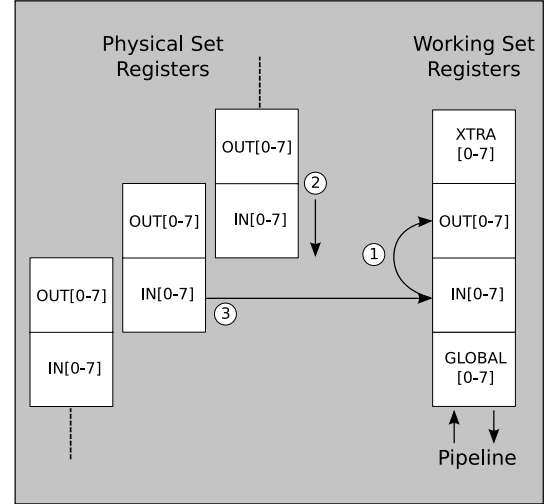 Physical Set
Registers
Working Set
Registers
OUT[0-7]
IN[0-7]
OUT[0-7]
IN[0-7]
OUT[0-7]
IN[0-7]
2
3
1
XTRA
[0-7]
OUT[0-7]
IN[0-7]
GLOBAL
[0-7]
Pipeline